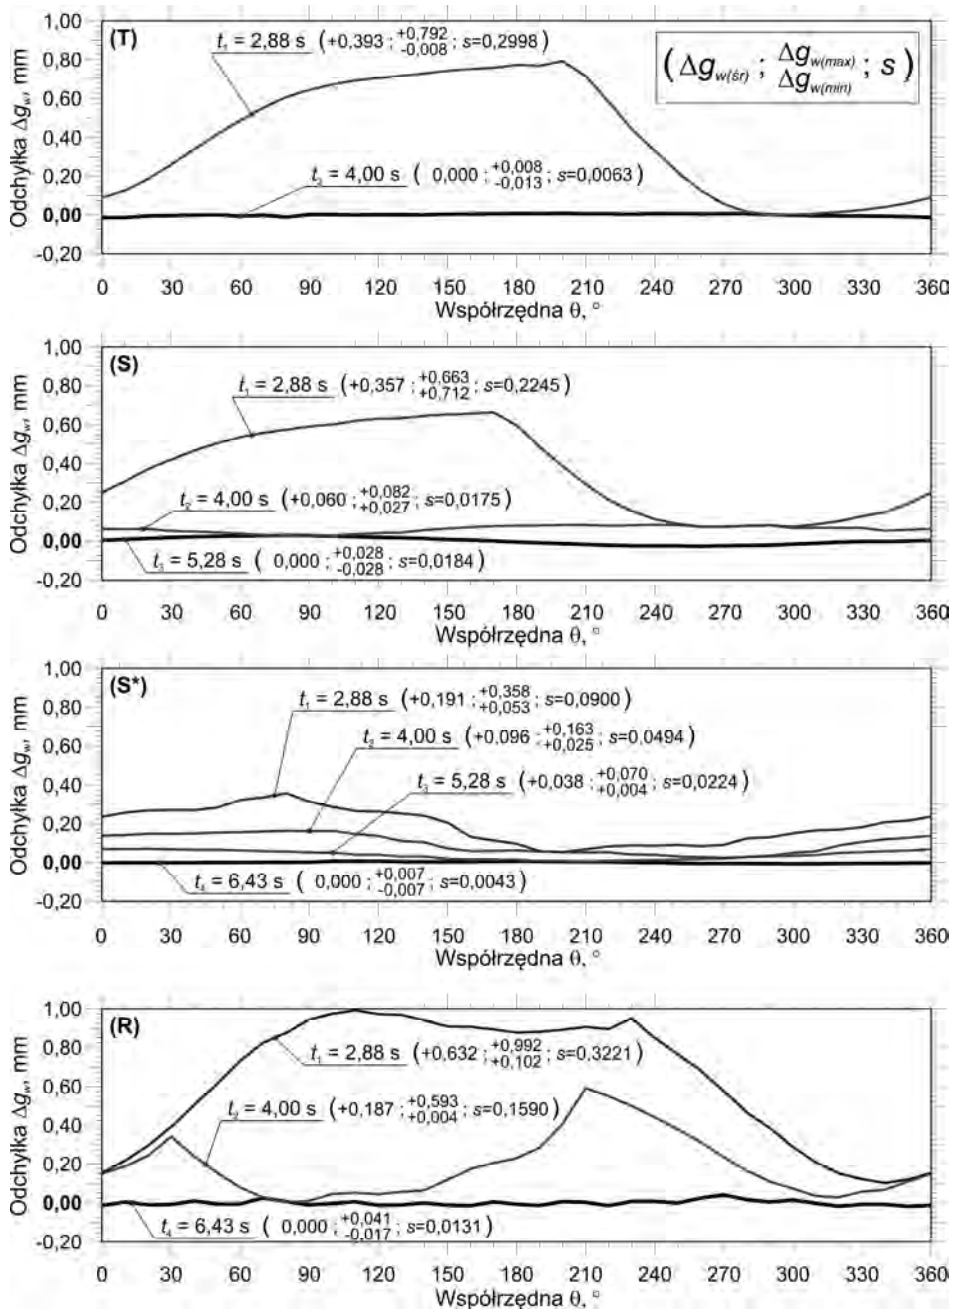 (T)
t₁ = 2,88 s (+0,393 ; +0,792 -0,008 ; s=0,2998)
(Δg w(śr) ; Δg w(max) Δg w(min) ; s)
t₂ = 4,00 s ( 0,000 ; +0,008 -0,013 ; s=0,0063)
Odchyłka Δg w, mm
1,00
0,80
0,60
0,40
0,20
0,00
-0,20
0 30 60 90 120 150 180 210 240 270 300 330 360
Współrzędna θ, °
(S)
t₁ = 2,88 s (+0,357 ; +0,663 +0,712 ; s=0,2245)
t₂ = 4,00 s (+0,060 ; +0,082 +0,027 ; s=0,0175)
t₃ = 5,28 s ( 0,000 ; +0,028 -0,028 ; s=0,0184)
Odchyłka Δg w, mm
1,00
0,80
0,60
0,40
0,20
0,00
-0,20
0 30 60 90 120 150 180 210 240 270 300 330 360
Współrzędna θ, °
(S*)
t₁ = 2,88 s (+0,191 ; +0,358 +0,053 ; s=0,0900)
t₂ = 4,00 s (+0,096 ; +0,163 +0,025 ; s=0,0494)
t₃ = 5,28 s (+0,038 ; +0,070 +0,004 ; s=0,0224)
t₄ = 6,43 s ( 0,000 ; +0,007 -0,007 ; s=0,0043)
Odchyłka Δg w, mm
1,00
0,80
0,60
0,40
0,20
0,00
-0,20
0 30 60 90 120 150 180 210 240 270 300 330 360
Współrzędna θ, °
(R)
t₁ = 2,88 s (+0,632 ; +0,992 +0,102 ; s=0,3221)
t₂ = 4,00 s (+0,187 ; +0,593 +0,004 ; s=0,1590)
t₄ = 6,43 s ( 0,000 ; +0,041 -0,017 ; s=0,0131)
Odchyłka Δg w, mm
1,00
0,80
0,60
0,40
0,20
0,00
-0,20
0 30 60 90 120 150 180 210 240 270 300 330 360
Współrzędna θ, °